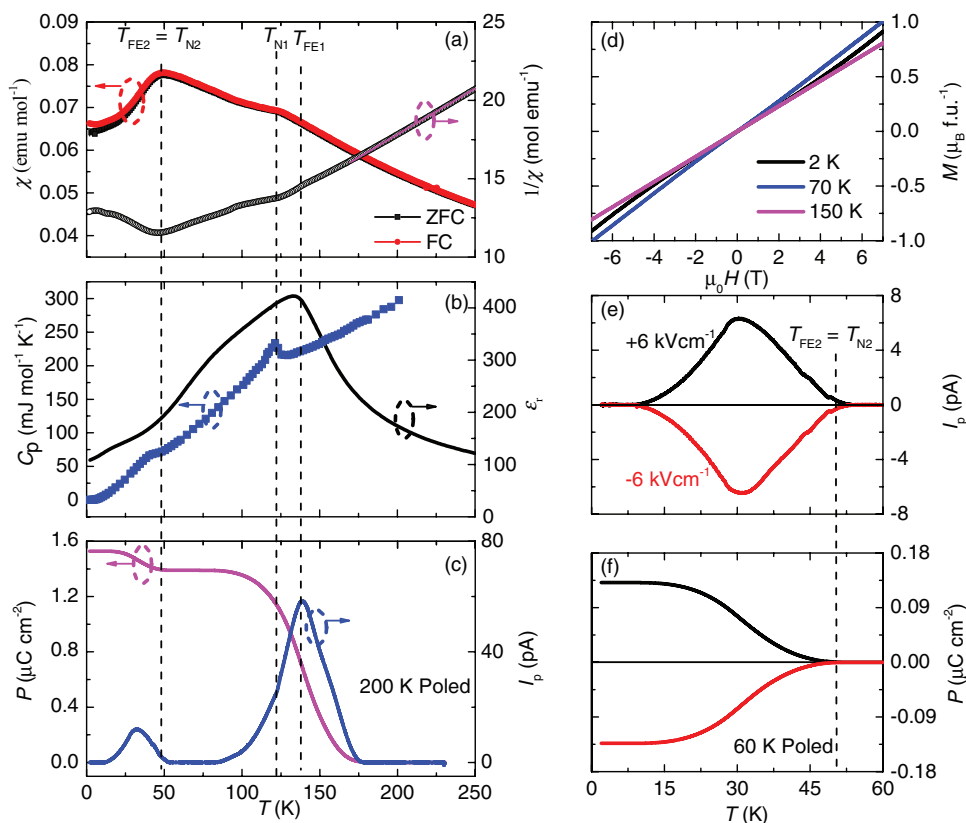 T_FE2 = T_N2
T_N1 T_FE1
(a)
0.09
0.08
0.07
0.06
0.05
0.04
χ (emu mol⁻¹)
25
20
15
10
1/χ (mol emu⁻¹)
ZFC
FC
(b)
300
250
200
150
100
50
0
C_p (mJ mol⁻¹ K⁻¹)
400
300
200
100
0
ε_r
(c)
1.6
1.2
0.8
0.4
0.0
P (μC cm⁻²)
80
40
0
I_p (pA)
200 K Poled
0 50 100 150 200 250
T (K)
(d)
1.0
0.5
0.0
-0.5
-1.0
M (μ_B f.u.⁻¹)
2 K
70 K
150 K
-6 -4 -2 0 2 4 6
μ₀H (T)
(e)
+6 kVcm⁻¹
T_FE2 = T_N2
-6 kVcm⁻¹
8
4
0
-4
-8
I_p (pA)
(f)
0.18
0.09
0.00
-0.09
-0.18
P (μC cm⁻²)
60 K Poled
0 15 30 45 60
T (K)